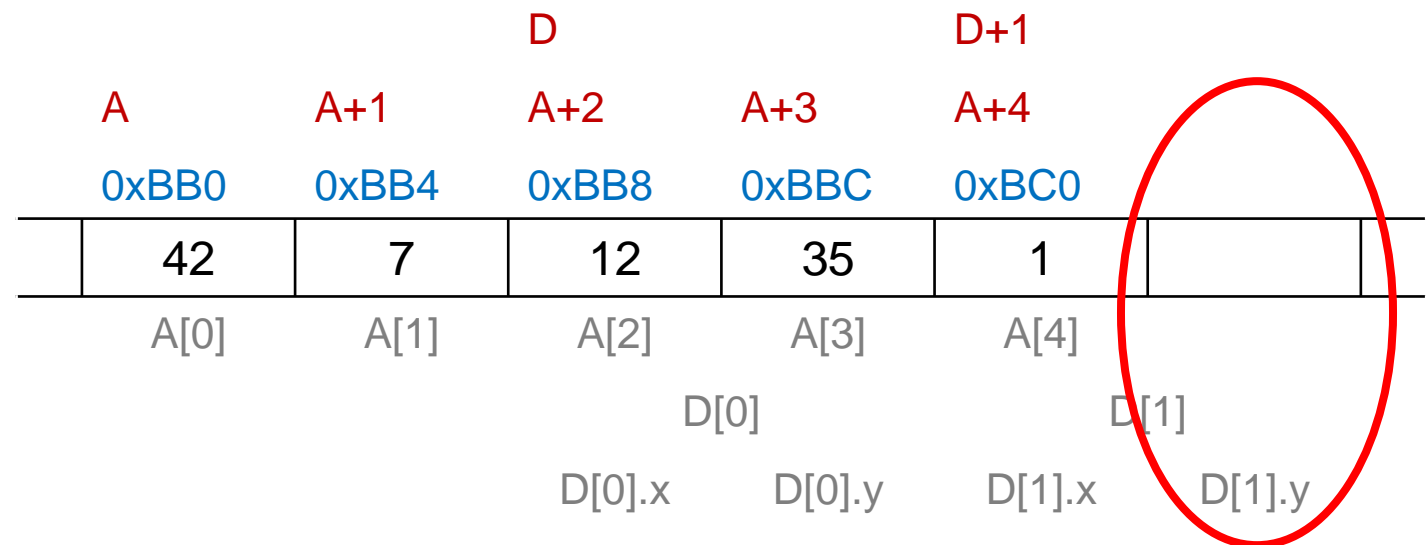 D D+1
A A+1 A+2 A+3 A+4
0xBB0 0xBB4 0xBB8 0xBBC 0xBC0
42 7 12 35 1
A[0] A[1] A[2] A[3] A[4]
D[0] D[1]
D[0].x D[0].y D[1].x D[1].y